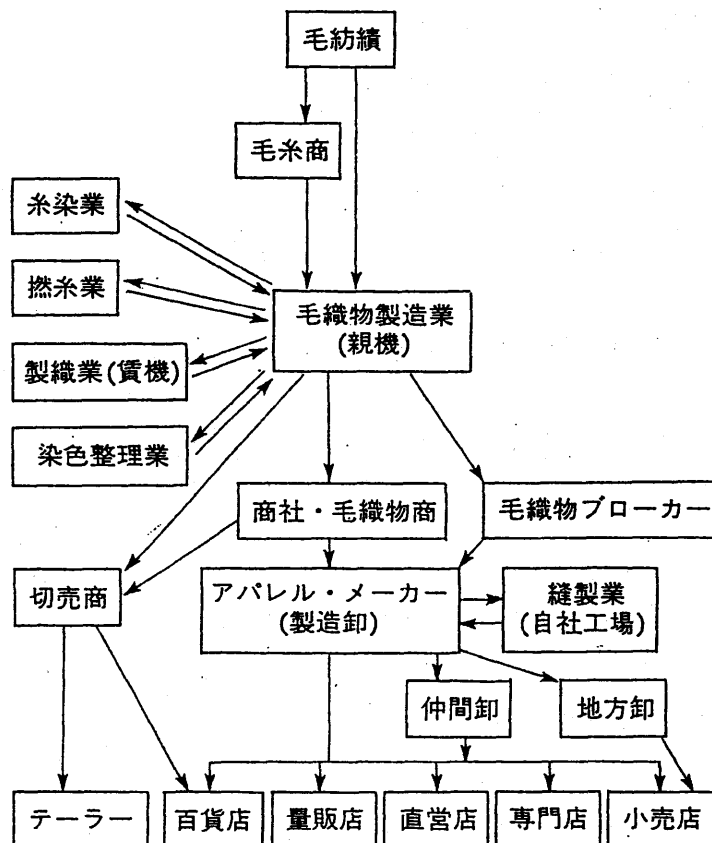 毛紡績
毛糸商
糸染業
撚糸業
毛織物製造業
(親機)
製織業(賃機)
染色整理業
商社・毛織物商
毛織物ブローカー
切売商
アパレル・メーカー
(製造卸)
縫製業
(自社工場)
仲間卸
地方卸
テーラー
百貨店
量販店
直営店
専門店
小売店